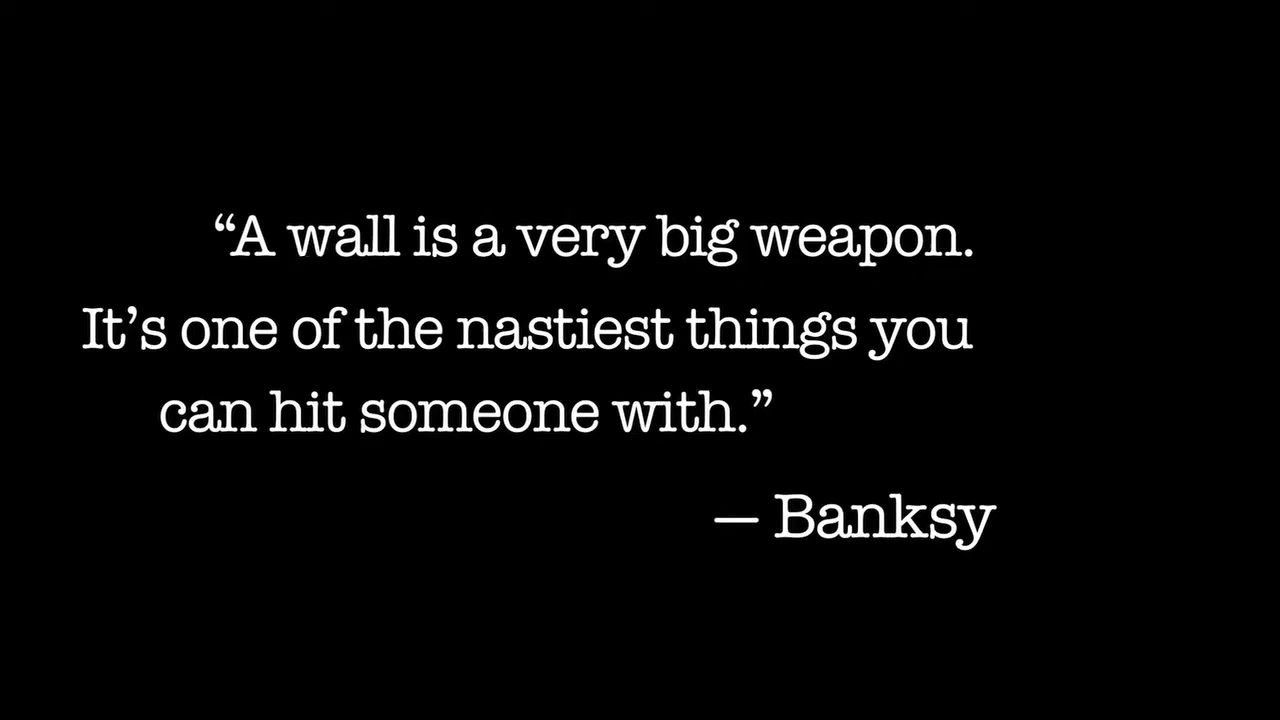 “A wall is a very big weapon.
It’s one of the nastiest things you
can hit someone with.”
— Banksy